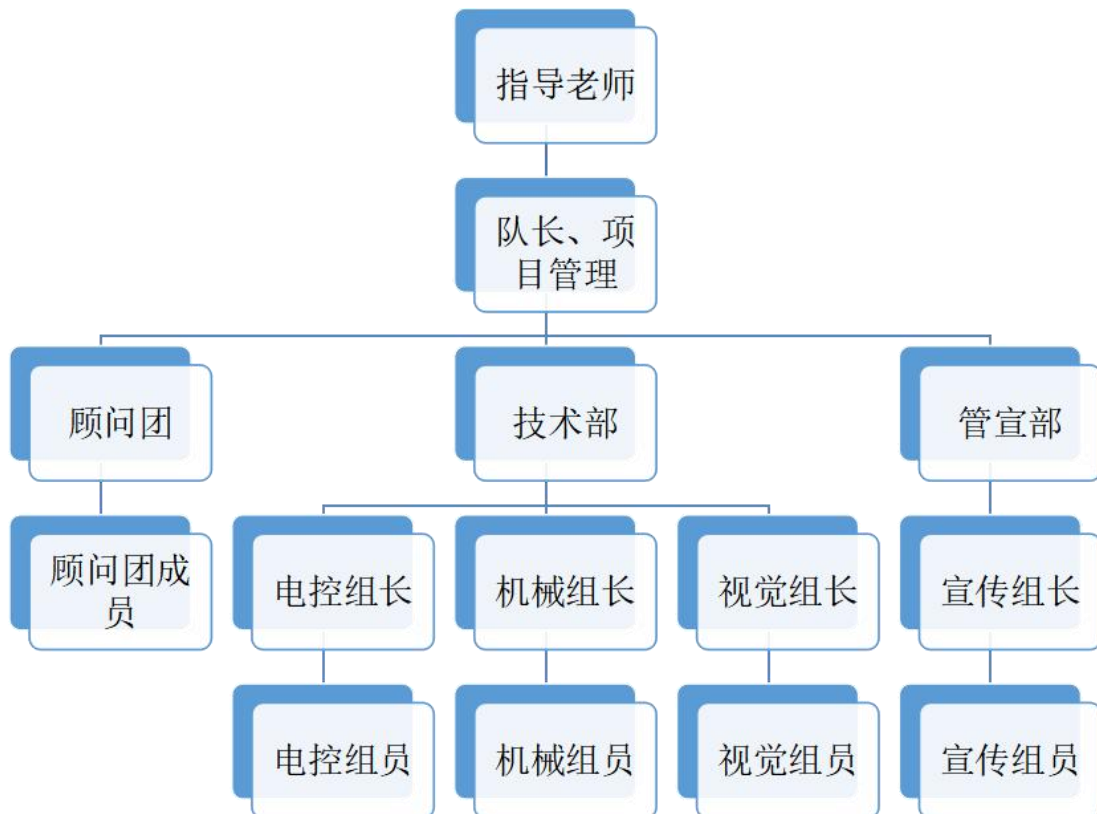 指导老师
队长、项
目管理
顾问团
技术部
管宣部
顾问团成
员
电控组长
机械组长
视觉组长
宣传组长
电控组员
机械组员
视觉组员
宣传组员